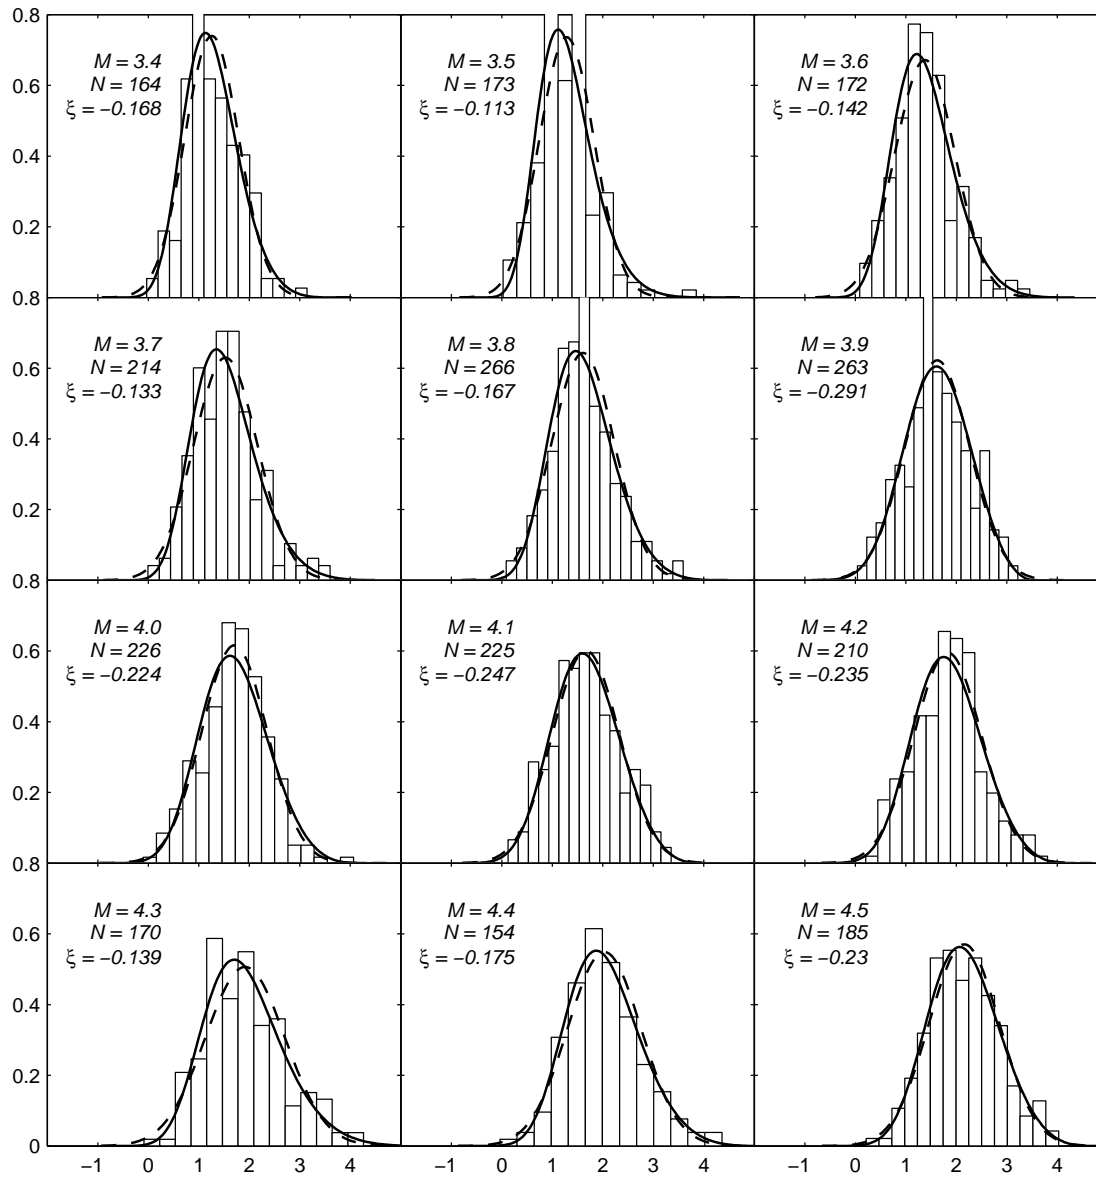 0.8
M = 3.4
N = 164
ξ = −0.168
M = 3.5
N = 173
ξ = −0.113
M = 3.6
N = 172
ξ = −0.142
0.6
0.4
0.2
0.8
M = 3.7
N = 214
ξ = −0.133
M = 3.8
N = 266
ξ = −0.167
M = 3.9
N = 263
ξ = −0.291
0.6
0.4
0.2
0.8
M = 4.0
N = 226
ξ = −0.224
M = 4.1
N = 225
ξ = −0.247
M = 4.2
N = 210
ξ = −0.235
0.6
0.4
0.2
0.8
M = 4.3
N = 170
ξ = −0.139
M = 4.4
N = 154
ξ = −0.175
M = 4.5
N = 185
ξ = −0.23
0.6
0.4
0.2
0
−1 0 1 2 3 4 −1 0 1 2 3 4 −1 0 1 2 3 4